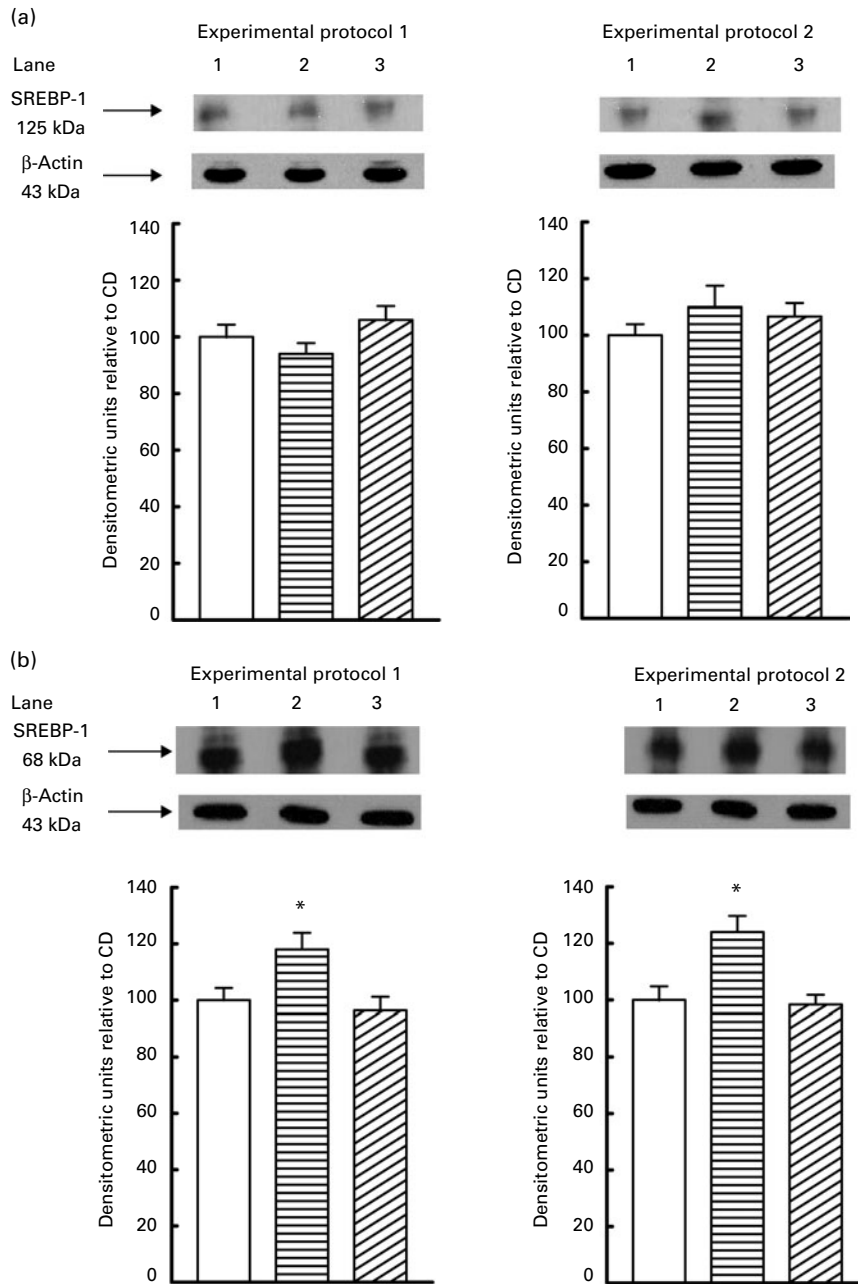 (a)
Experimental protocol 1
Experimental protocol 2
Lane
1 2 3
1 2 3
SREBP-1
125 kDa
β-Actin
43 kDa
Densitometric units relative to CD
140
120
100
80
60
40
20
0
Densitometric units relative to CD
140
120
100
80
60
40
20
0
(b)
Experimental protocol 1
Experimental protocol 2
Lane
1 2 3
1 2 3
SREBP-1
68 kDa
β-Actin
43 kDa
Densitometric units relative to CD
140
120
100
80
60
40
20
0
*
Densitometric units relative to CD
140
120
100
80
60
40
20
0
*